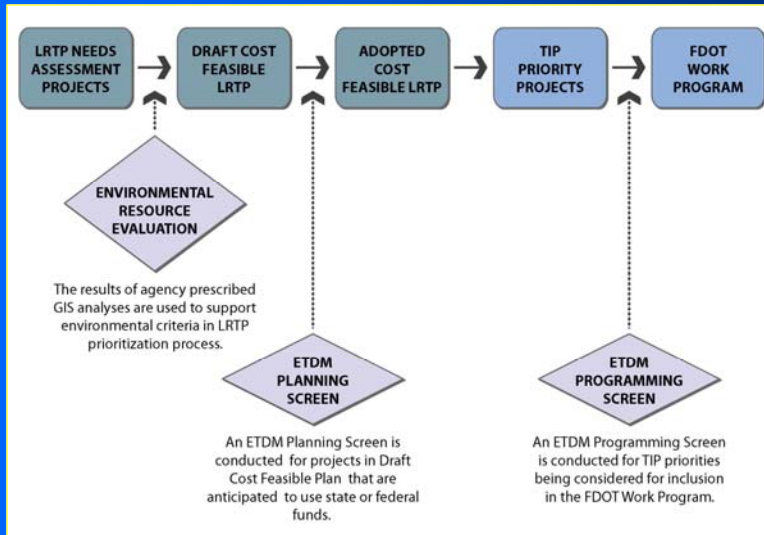 LRTP NEEDS
ASSESSMENT
PROJECTS
DRAFT COST
FEASIBLE
LRTP
ADOPTED
COST
FEASIBLE LRTP
TIP
PRIORITY
PROJECTS
FDOT
WORK
PROGRAM
ENVIRONMENTAL
RESOURCE
EVALUATION
The results of agency prescribed
GIS analyses are used to support
environmental criteria in LRTP
prioritization process.
ETDM
PLANNING
SCREEN
An ETDM Planning Screen is
conducted for projects in Draft
Cost Feasible Plan that are
anticipated to use state or federal
funds.
ETDM
PROGRAMMING
SCREEN
An ETDM Programming Screen
is conducted for TIP priorities
being considered for inclusion
in the FDOT Work Program.